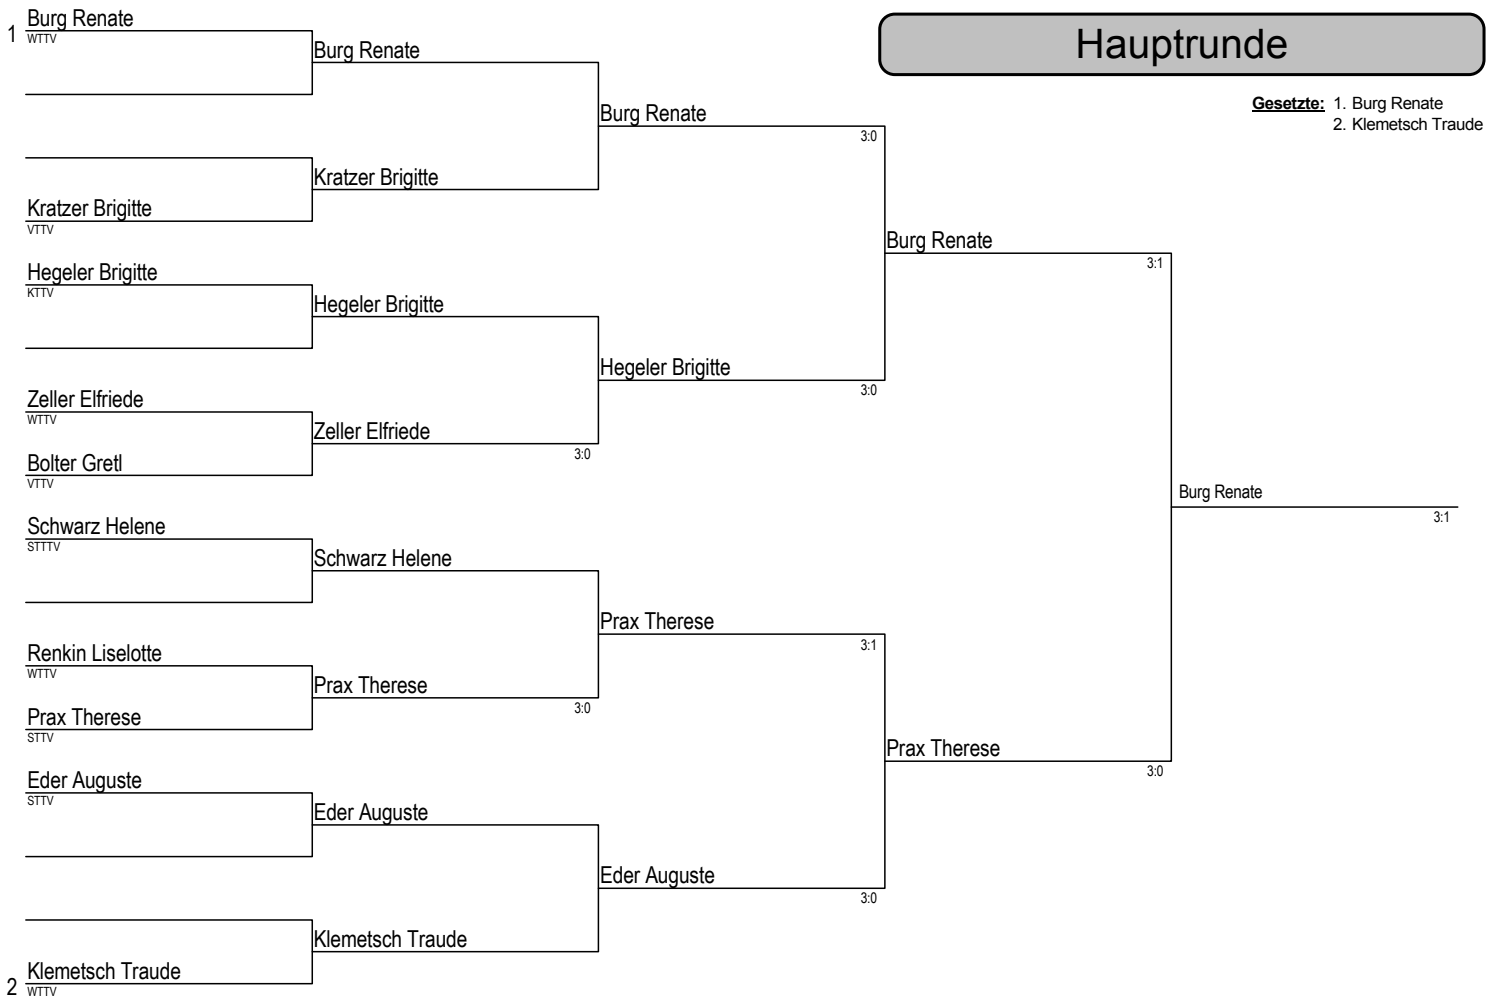 Hauptrunde
Gesetzte: 1. Burg Renate
2. Klemetsch Traude
1 Burg Renate
WTTV
Kratzer Brigitte
VTTV
Hegeler Brigitte
KTTV
Zeller Elfriede
WTTV
Bolter Gretl
VTTV
Schwarz Helene
STTTV
Renkin Liselotte
WTTV
Prax Therese
STTV
Eder Auguste
STTV
2 Klemetsch Traude
WTTV
Burg Renate
Kratzer Brigitte
Hegeler Brigitte
Zeller Elfriede
3:0
Schwarz Helene
Prax Therese
3:0
Eder Auguste
Klemetsch Traude
Burg Renate
3:0
Hegeler Brigitte
3:0
Prax Therese
3:1
Eder Auguste
3:0
Burg Renate
3:1
Prax Therese
3:0
Burg Renate
3:1